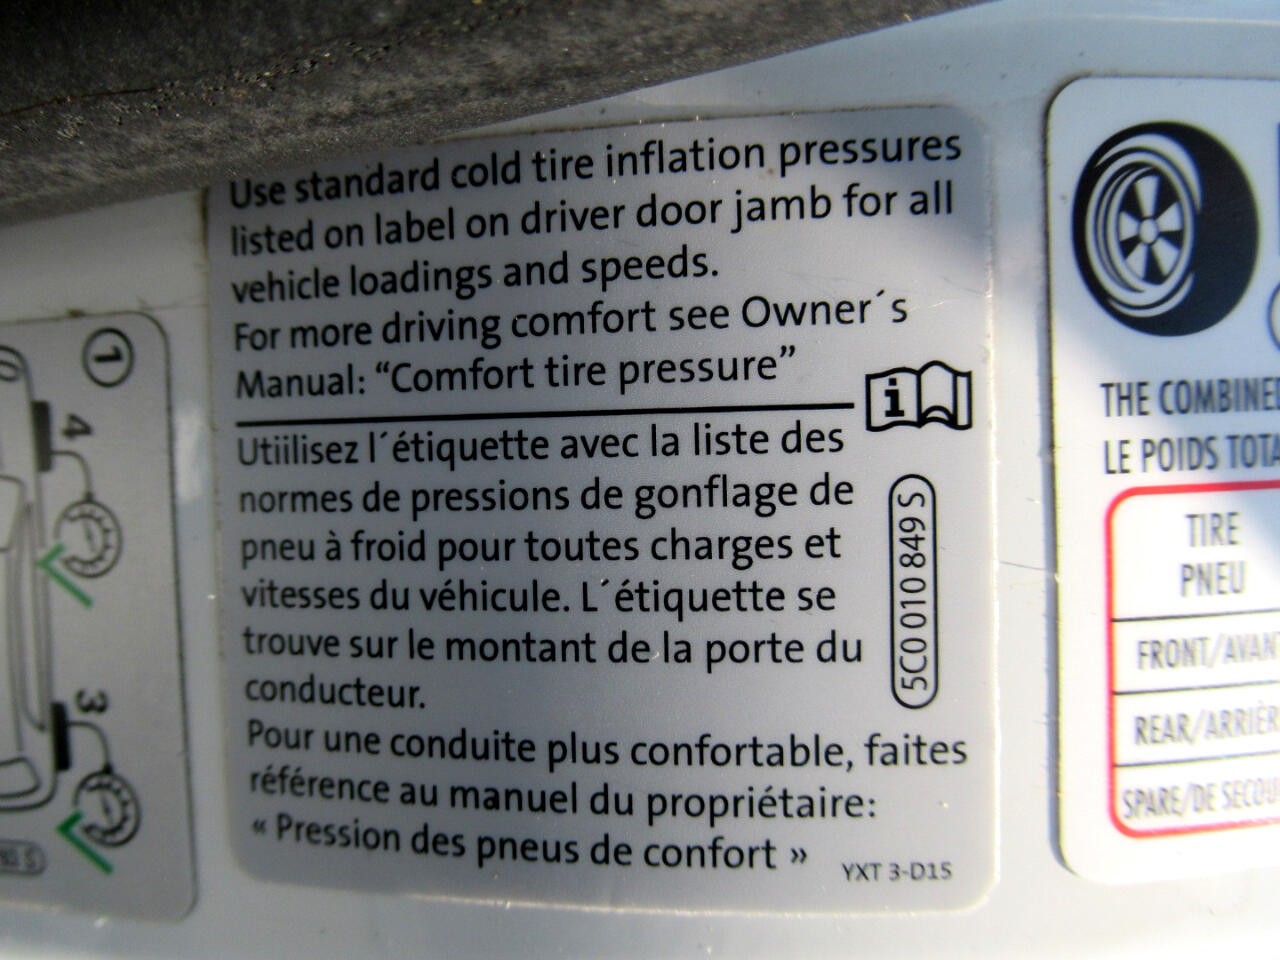 Use standard cold tire inflation pressures
listed on label on driver door jamb for all
vehicle loadings and speeds.
For more driving comfort see Owner´s
Manual: “Comfort tire pressure”
i
Utiilisez l´étiquette avec la liste des
normes de pressions de gonflage de
pneu à froid pour toutes charges et
vitesses du véhicule. L´étiquette se
trouve sur le montant de la porte du
conducteur.
Pour une conduite plus confortable, faites
référence au manuel du propriétaire:
« Pression des pneus de confort »
YXT 3-D15
5C0 010 849 S
1
4
3
THE COMBINE
LE POIDS TOTA
TIRE
PNEU
FRONT/AVAN
REAR/ARRIÈR
SPARE/DE SECOU